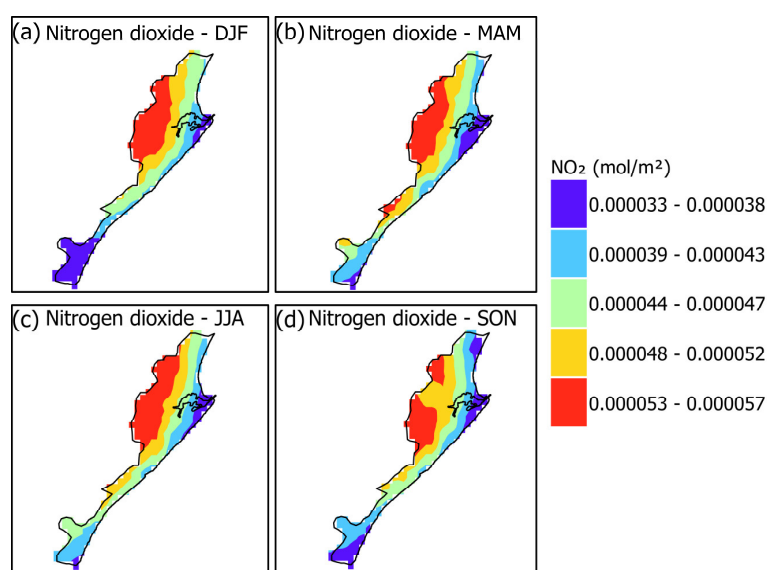 (a) Nitrogen dioxide - DJF
(b) Nitrogen dioxide - MAM
(c) Nitrogen dioxide - JJA
(d) Nitrogen dioxide - SON
NO₂ (mol/m²)
0.000033 - 0.000038
0.000039 - 0.000043
0.000044 - 0.000047
0.000048 - 0.000052
0.000053 - 0.000057